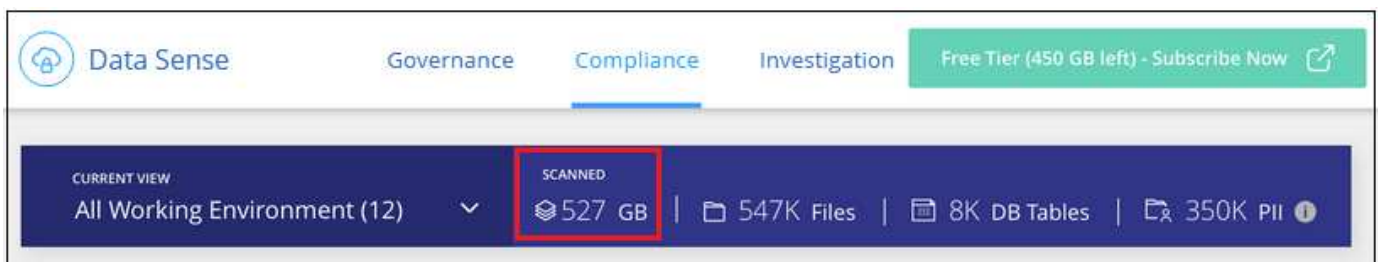 Data Sense Governance Compliance Investigation Free Tier (450 GB left) - Subscribe Now
CURRENT VIEW SCANNED
All Working Environment (12) 527 GB | 547K Files | 8K DB Tables | 350K PII